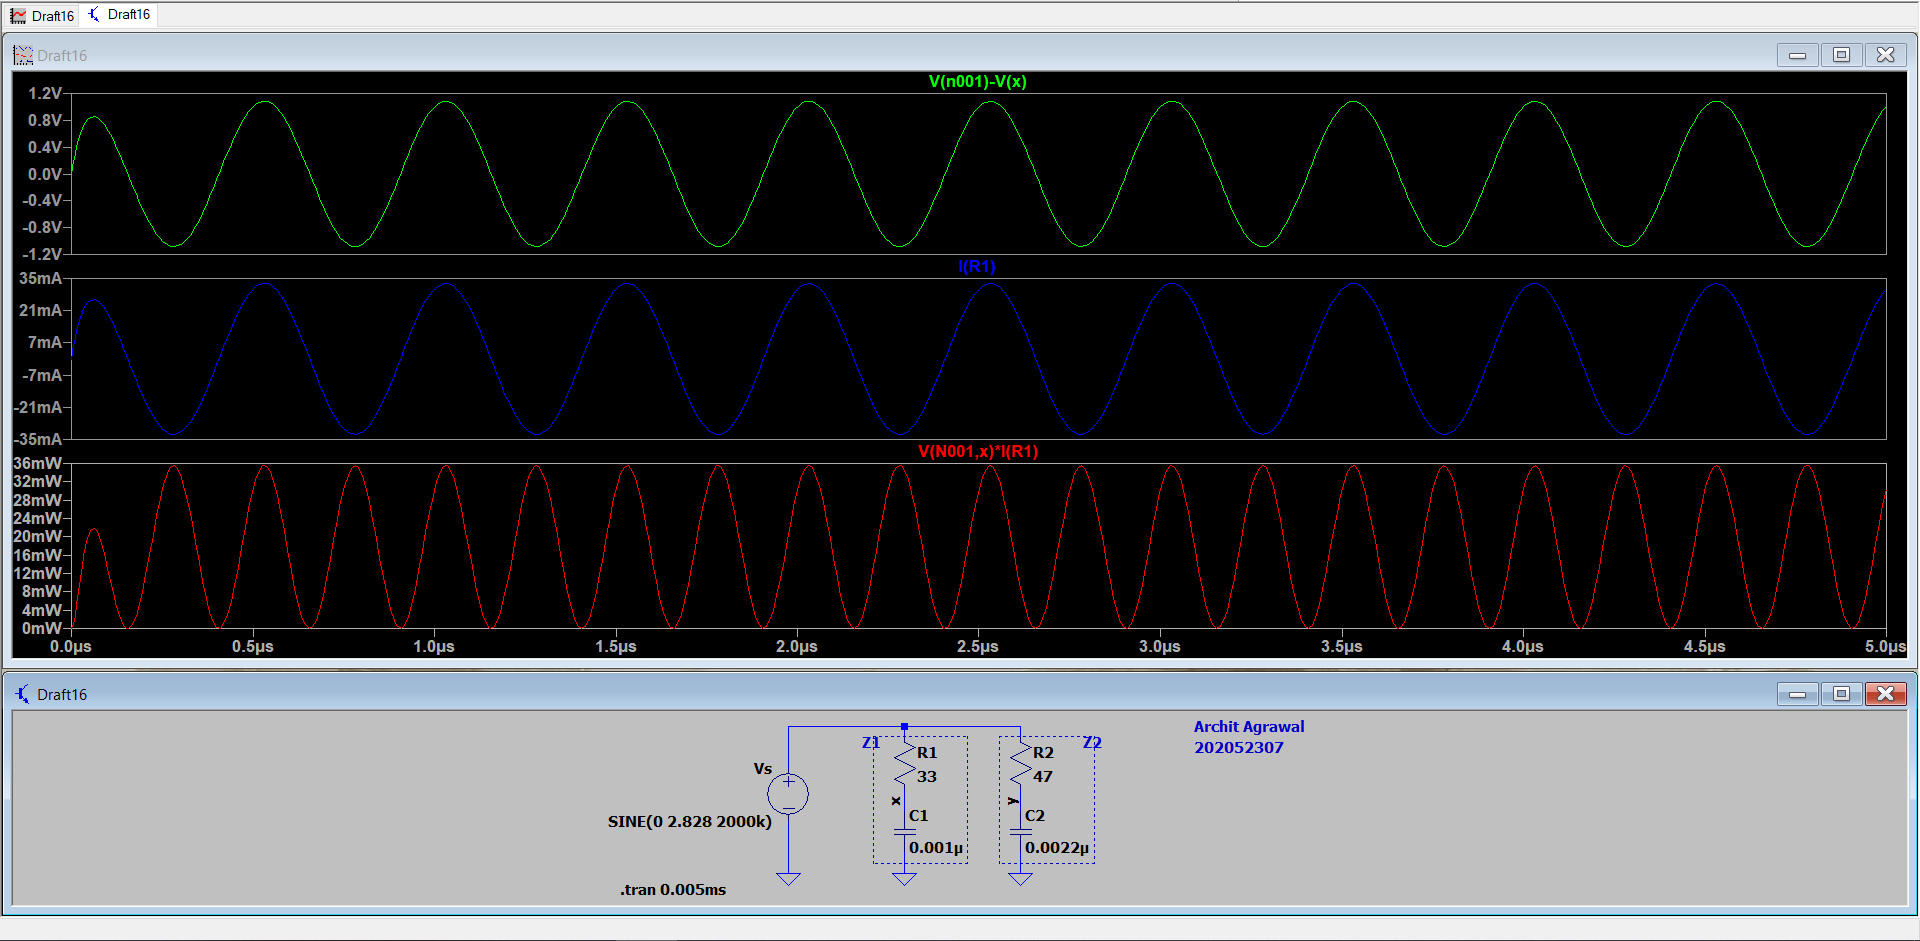 Draft16 Draft16
Draft16
V(n001)-V(x)
1.2V
0.8V
0.4V
0.0V
-0.4V
-0.8V
-1.2V
I(R1)
35mA
21mA
7mA
-7mA
-21mA
-35mA
V(N001,x)*I(R1)
36mW
32mW
28mW
24mW
20mW
16mW
12mW
8mW
4mW
0mW
0.0µs 0.5µs 1.0µs 1.5µs 2.0µs 2.5µs 3.0µs 3.5µs 4.0µs 4.5µs 5.0µs
Draft16
Archit Agrawal
202052307
Z1 Z2
R1 R2
Vs
33 47
x y
C1 C2
SINE(0 2.828 2000k)
0.001µ 0.0022µ
.tran 0.005ms